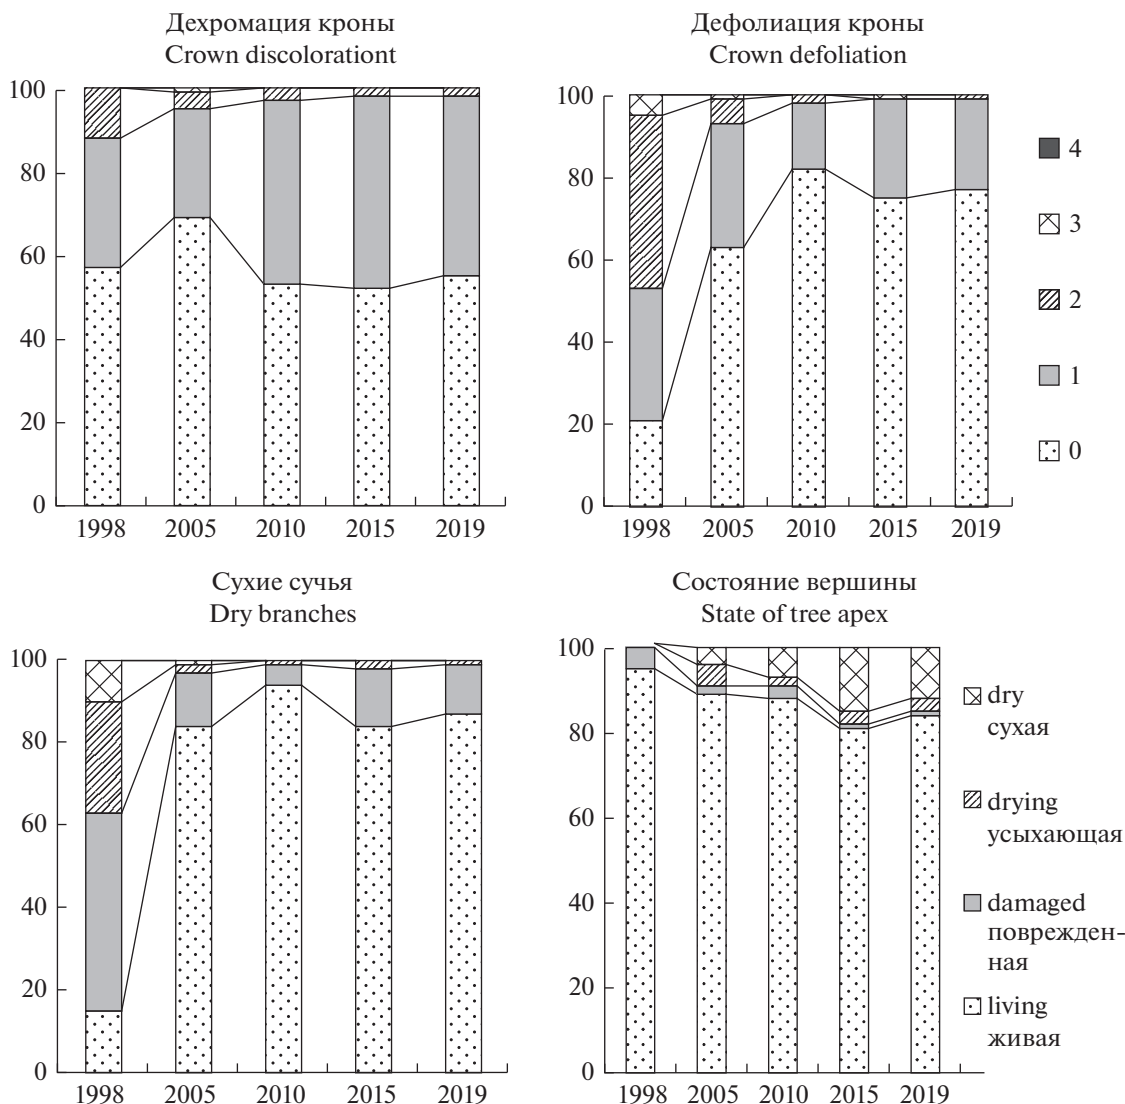 Дехромация кроны
Crown discolorationt
100
80
60
40
20
0
1998 2005 2010 2015 2019
Дефолиация кроны
Crown defoliation
100
80
60
40
20
0
1998 2005 2010 2015 2019
4
3
2
1
0
Сухие сучья
Dry branches
100
80
60
40
20
0
1998 2005 2010 2015 2019
Состояние вершины
State of tree apex
100
80
60
40
20
0
1998 2005 2010 2015 2019
dry
сухая
drying
усыхающая
damaged
поврежден-
ная
living
живая